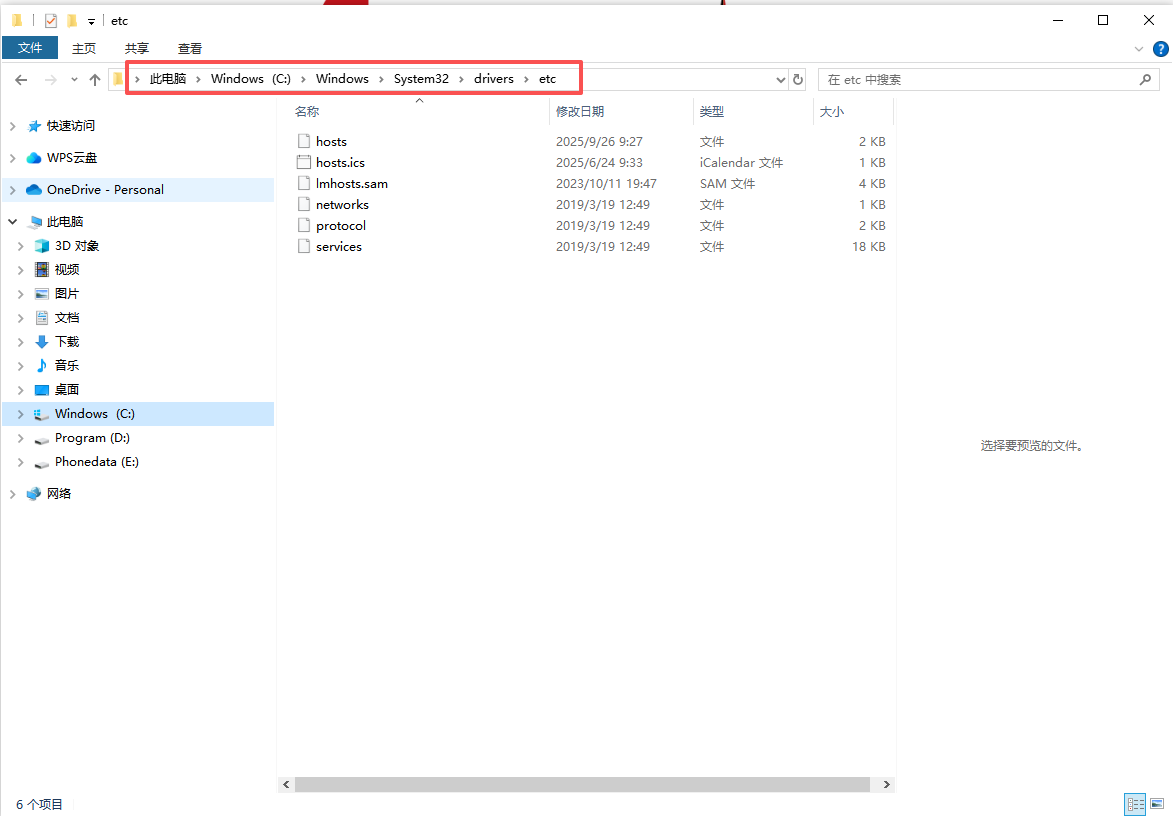 etc
文件 主页 共享 查看
此电脑 Windows (C:) Windows System32 drivers etc
在 etc 中搜索
名称 修改日期 类型 大小
快速访问
WPS云盘
OneDrive - Personal
此电脑
3D 对象
视频
图片
文档
下载
音乐
桌面
Windows (C:)
Program (D:)
Phonedata (E:)
网络
hosts 2025/9/26 9:27 文件 2 KB
hosts.ics 2025/6/24 9:33 iCalendar 文件 1 KB
lmhosts.sam 2023/10/11 19:47 SAM 文件 4 KB
networks 2019/3/19 12:49 文件 1 KB
protocol 2019/3/19 12:49 文件 2 KB
services 2019/3/19 12:49 文件 18 KB
选择要预览的文件。
6 个项目